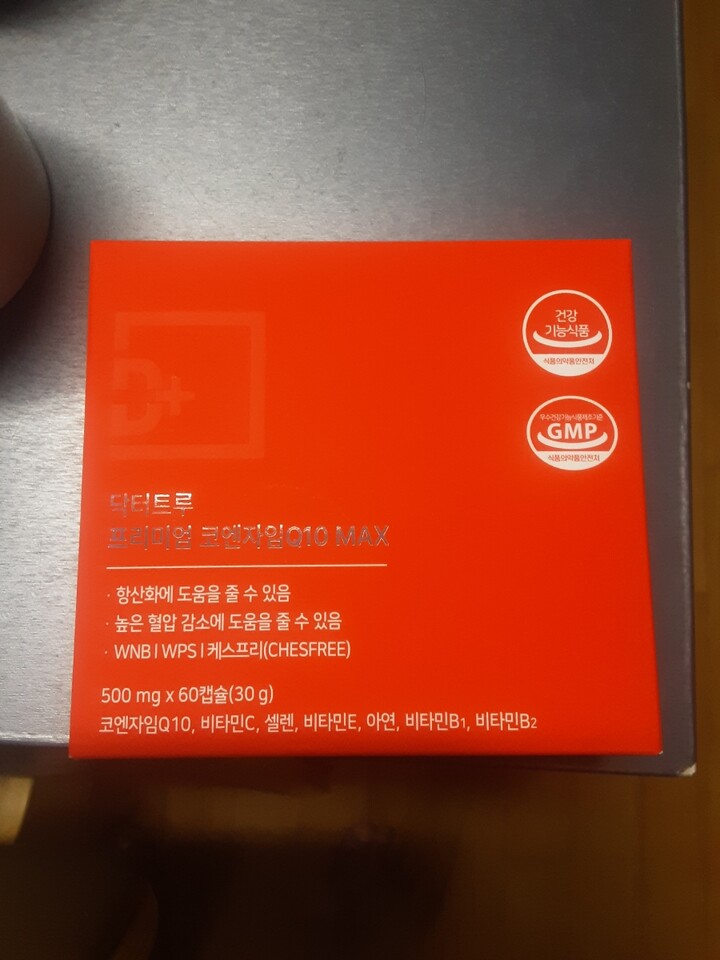 건강
기능식품
식품의약품안전처
우수건강기능식품제조기준
GMP
식품의약품안전처
D+
닥터트루
프리미엄 코엔자임Q10 MAX
· 항산화에 도움을 줄 수 있음
· 높은 혈압 감소에 도움을 줄 수 있음
· WNB I WPS I 케스프리(CHESFREE)
500 mg x 60캡슐(30 g)
코엔자임Q10, 비타민C, 셀렌, 비타민E, 아연, 비타민B1, 비타민B2